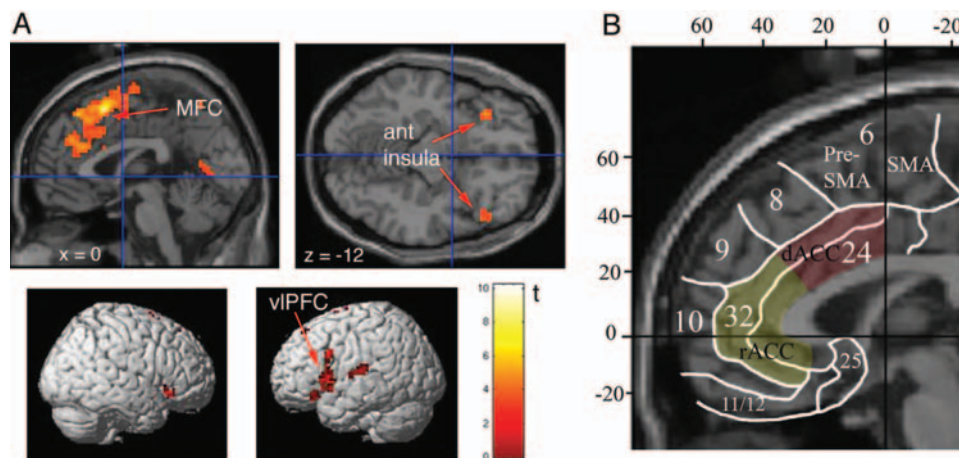 A
MFC
x = 0
ant
insula
z = -12
vlPFC
t
10
8
6
4
2
0
B
60 40 20 0 -20
60
40
20
0
-20
6
Pre-
SMA
SMA
8
9
dACC 24
10
32
rACC
25
11/12